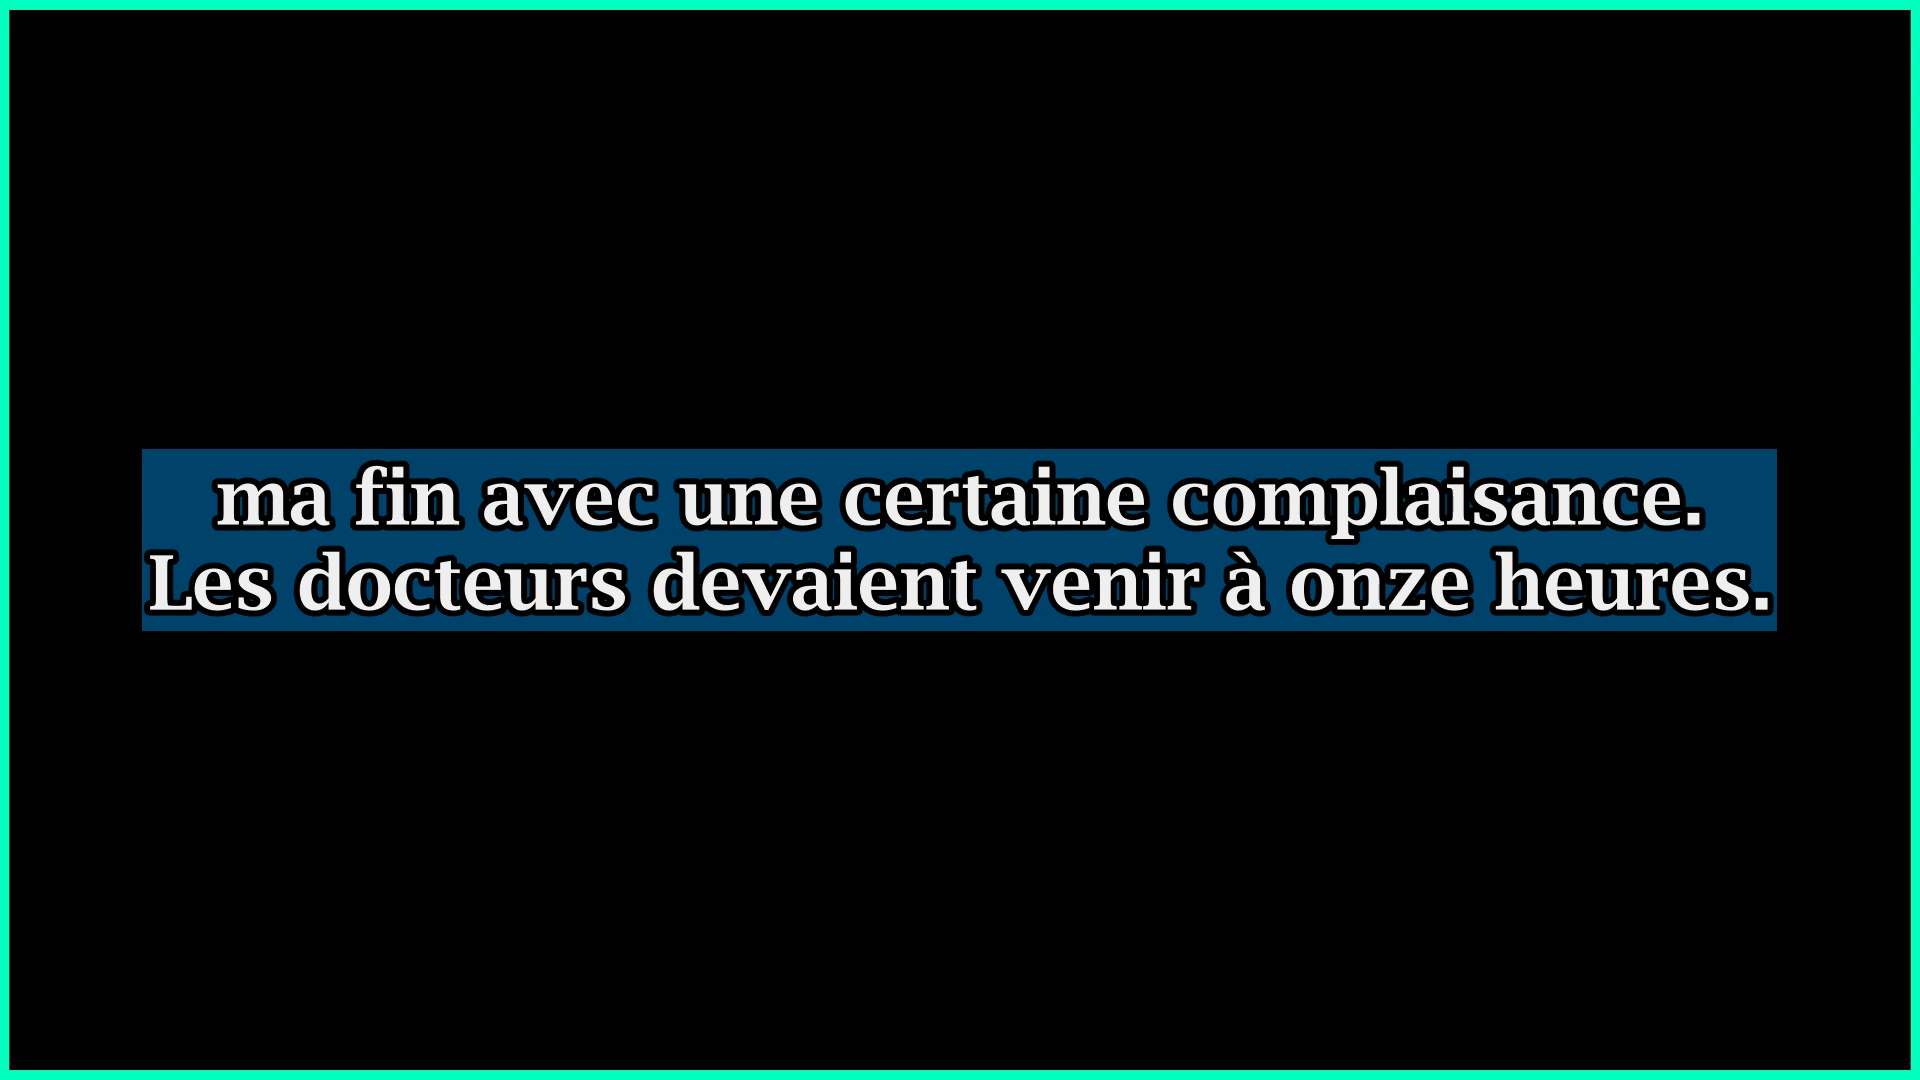 ma fin avec une certaine complaisance.
Les docteurs devaient venir à onze heures.